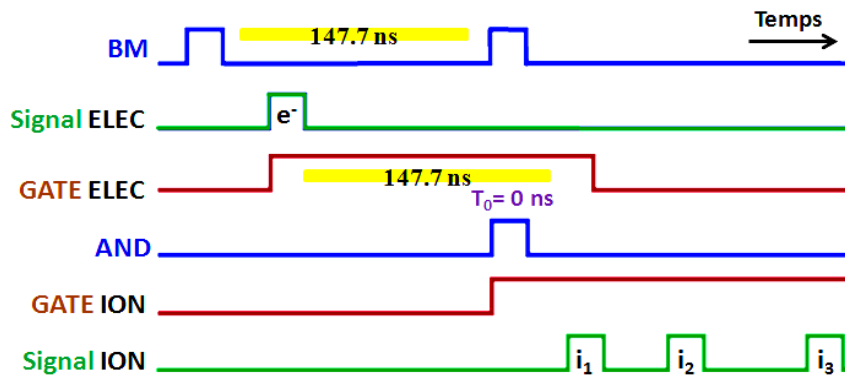 Temps
BM 147.7 ns
Signal ELEC e-
GATE ELEC 147.7 ns
T0= 0 ns
AND
GATE ION
Signal ION i1 i2 i3